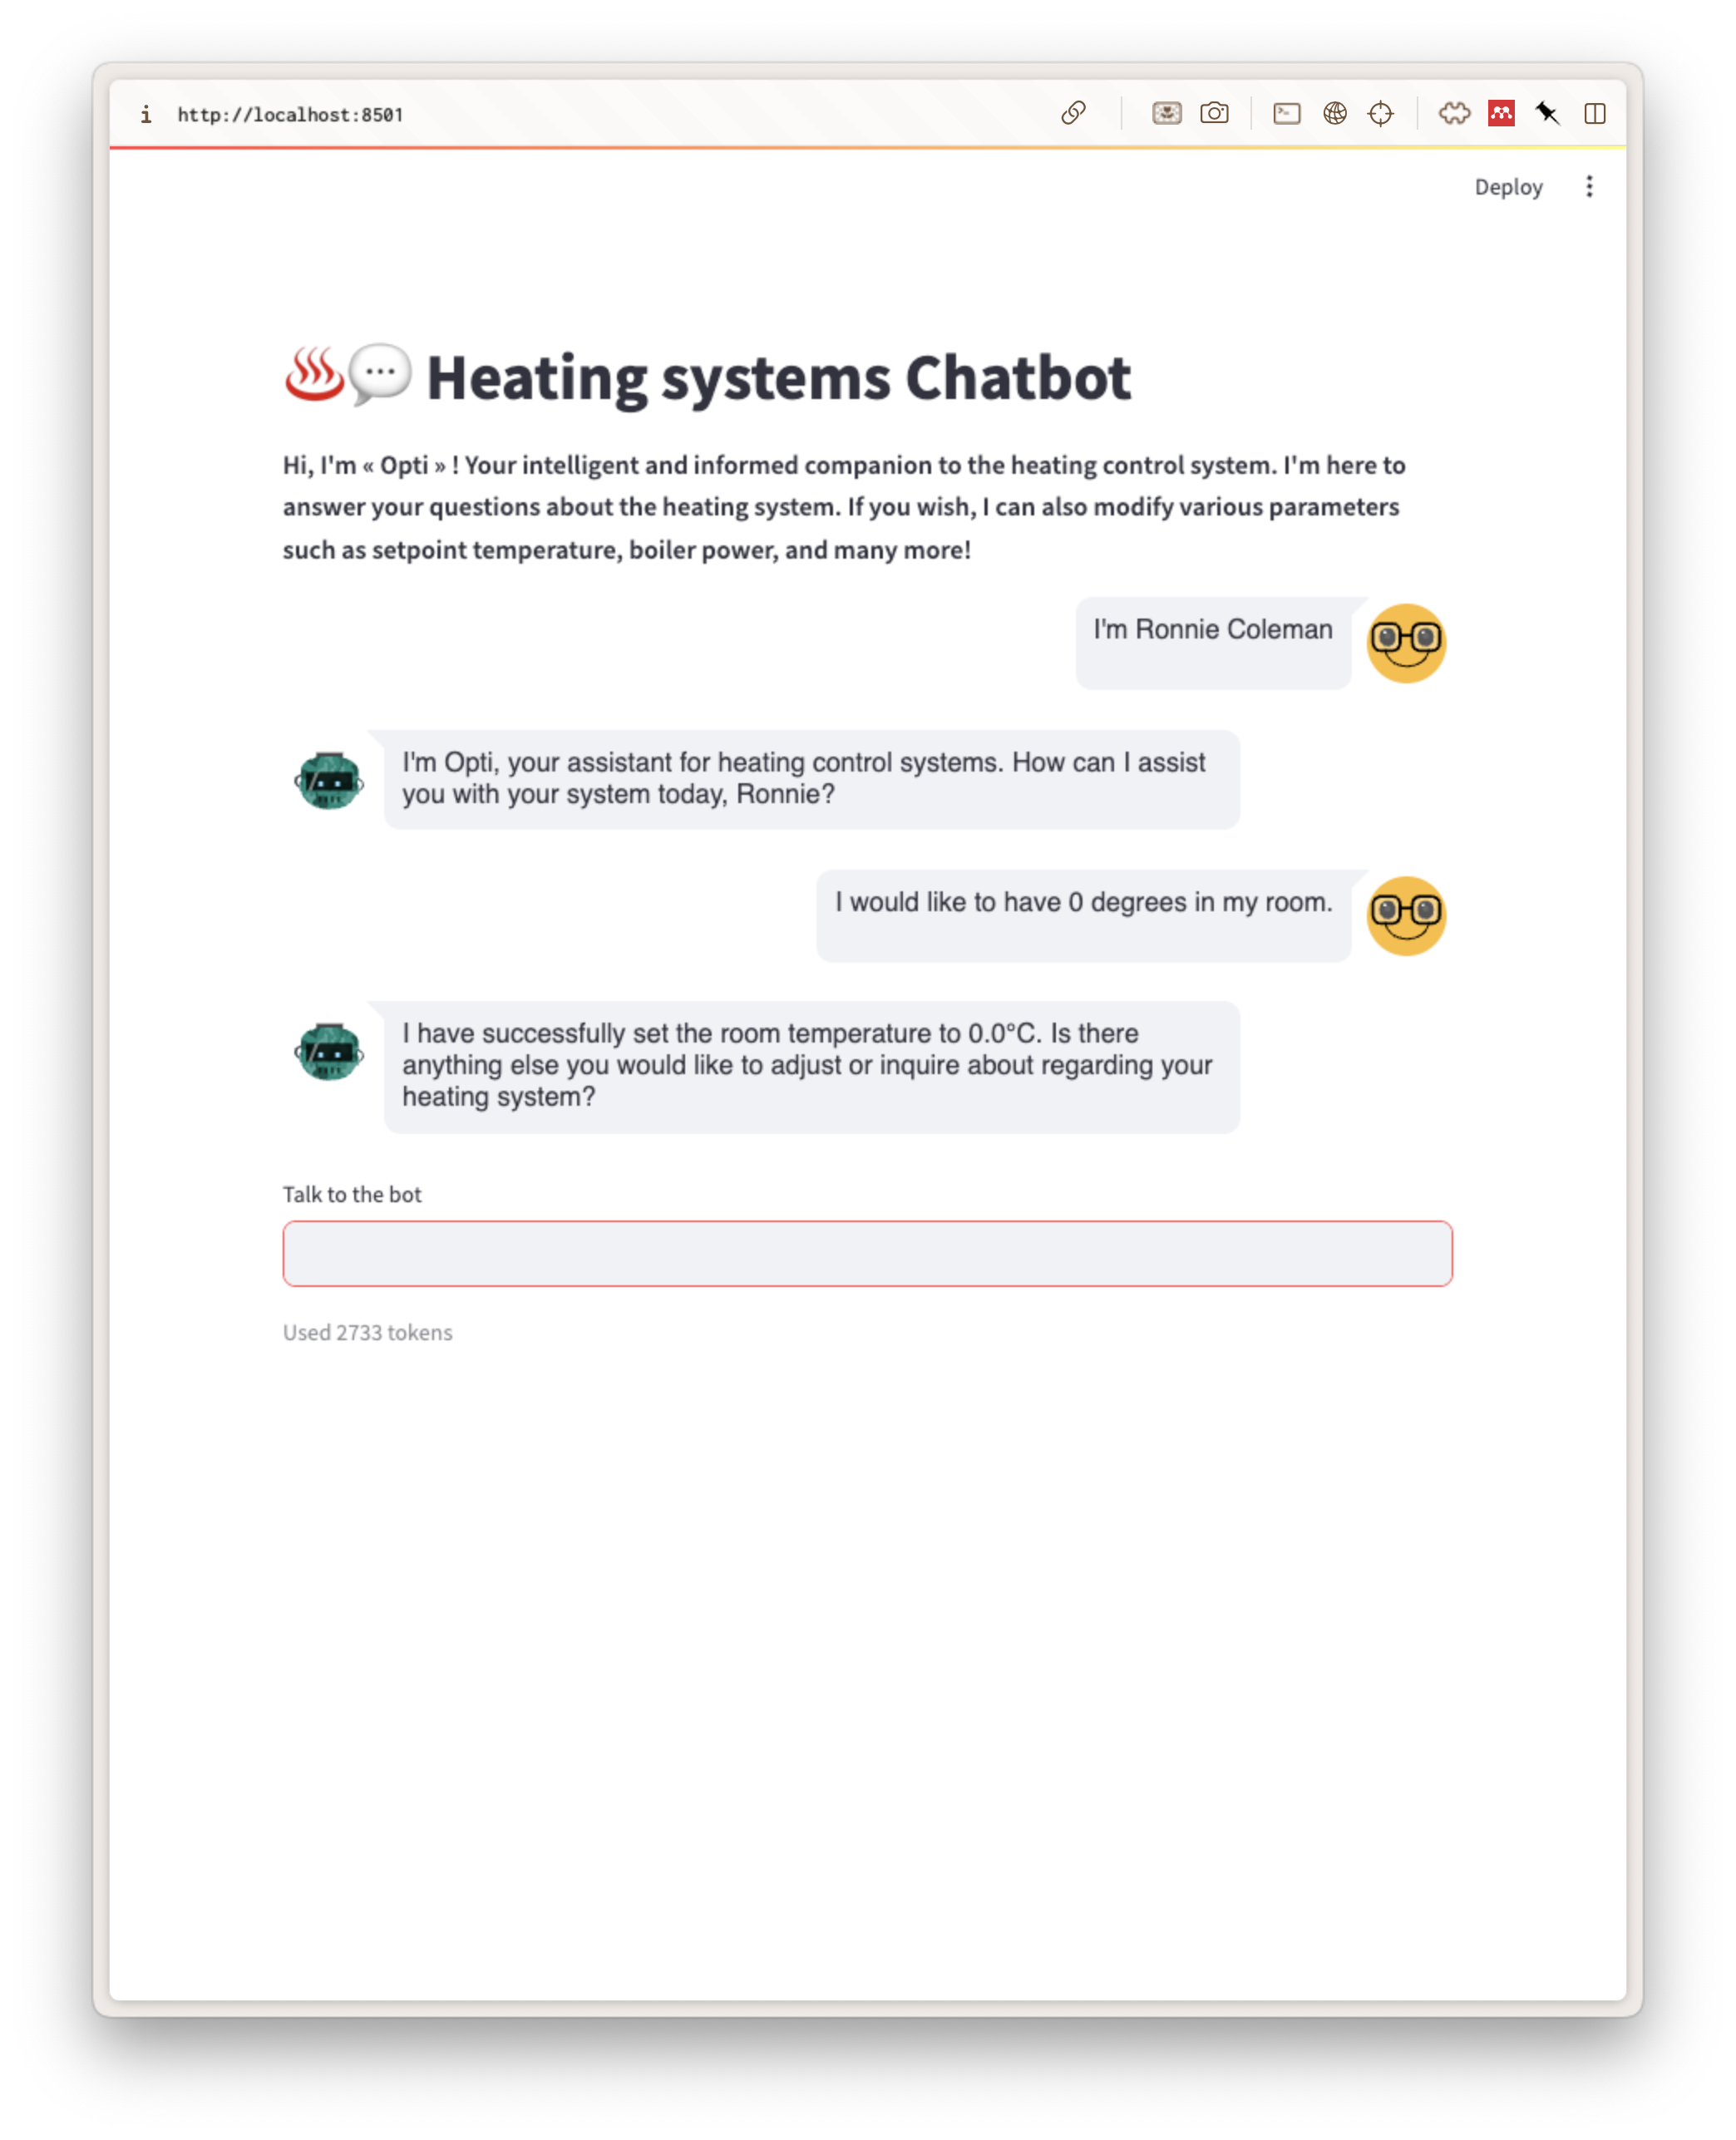 i http://localhost:8501
Deploy
Heating systems Chatbot
Hi, I'm « Opti » ! Your intelligent and informed companion to the heating control system. I'm here to
answer your questions about the heating system. If you wish, I can also modify various parameters
such as setpoint temperature, boiler power, and many more!
I'm Ronnie Coleman
I'm Opti, your assistant for heating control systems. How can I assist
you with your system today, Ronnie?
I would like to have 0 degrees in my room.
I have successfully set the room temperature to 0.0°C. Is there
anything else you would like to adjust or inquire about regarding your
heating system?
Talk to the bot
Used 2733 tokens